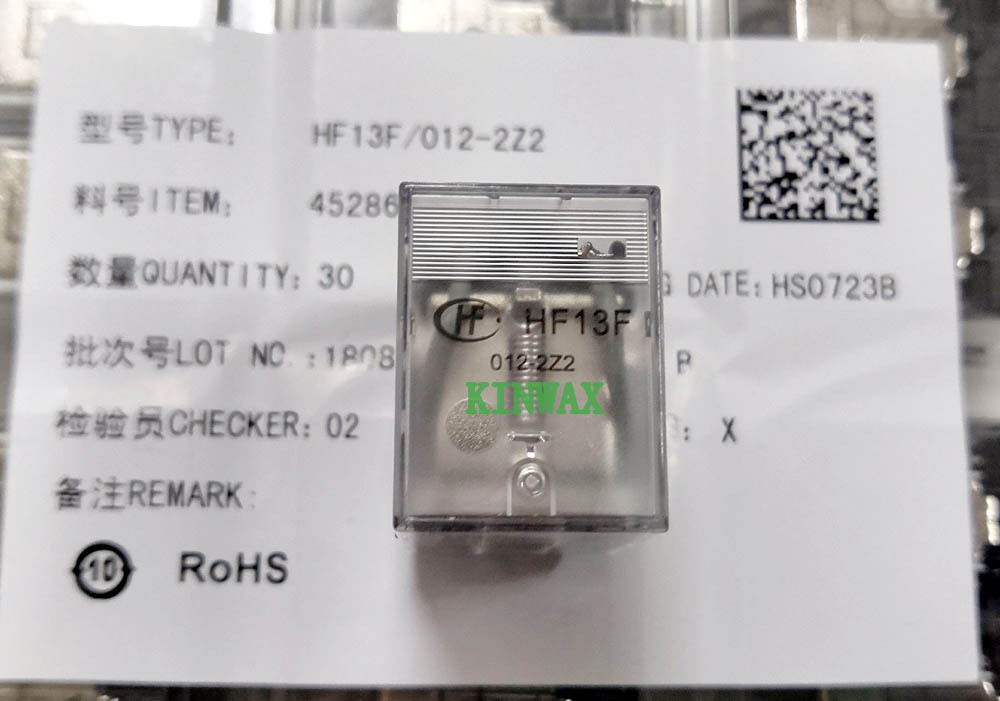 型号TYPE: HF13F/012-2Z2
料号ITEM: 45286
数量QUANTITY: 30
G DATE: HS0723B
HF HF13F
批次号LOT NO.:1808
R
012-2Z2
KINWAX
检验员CHECKER: 02
: X
备注REMARK:
10 RoHS